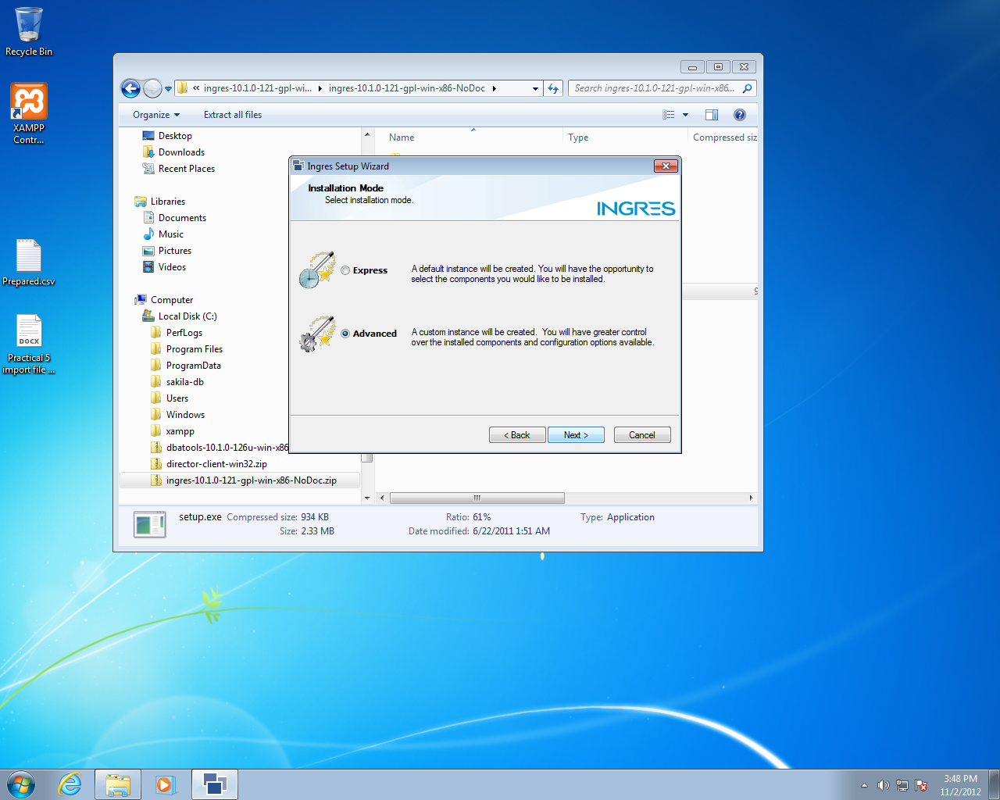 Recycle Bin
XAMPP
Contr...
Prepared.csv
DOCX
Practical 5
import file ...
« ingres-10.1.0-121-gpl-wi... ingres-10.1.0-121-gpl-win-x86-NoDoc
Search ingres-10.1.0-121-gpl-win-x86...
Organize Extract all files
Name Type Compressed siz
Desktop
Downloads
Recent Places
Libraries
Documents
Music
Pictures
Videos
Computer
Local Disk (C:)
PerfLogs
Program Files
ProgramData
sakila-db
Users
Windows
xampp
dbatools-10.1.0-126u-win-x86
director-client-win32.zip
ingres-10.1.0-121-gpl-win-x86-NoDoc.zip
Ingres Setup Wizard
Installation Mode
Select installation mode.
INGRES
Express
A default instance will be created. You will have the opportunity to
select the components you would like to be installed.
Advanced
A custom instance will be created. You will have greater control
over the installed components and configuration options available.
< Back Next > Cancel
9
setup.exe Compressed size: 934 KB Ratio: 61% Type: Application
Size: 2.33 MB Date modified: 6/22/2011 1:51 AM
3:48 PM
11/2/2012